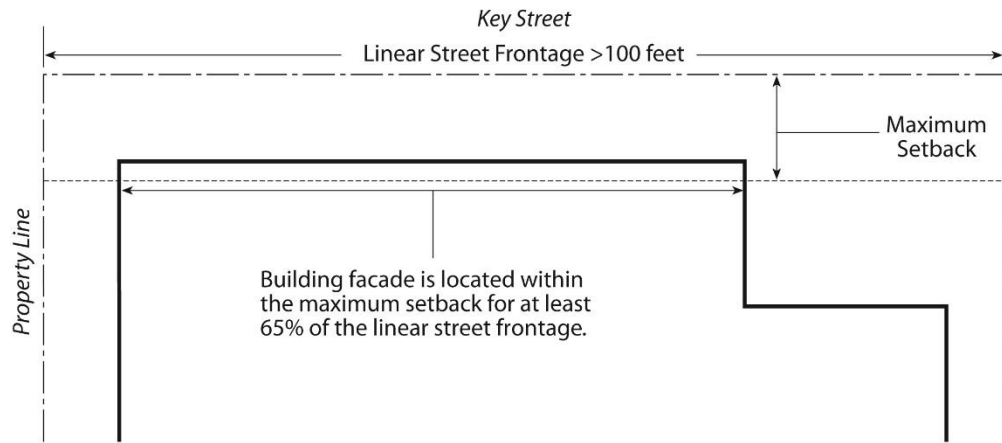 Key Street
Linear Street Frontage >100 feet
Maximum
Setback
Property Line
Building facade is located within
the maximum setback for at least
65% of the linear street frontage.